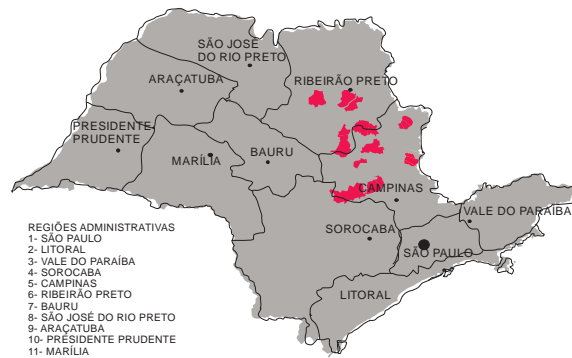 SÃO JOSÉ
DO RIO PRETO
RIBEIRÃO PRETO
ARAÇATUBA
PRESIDENTE
PRUDENTE
MARÍLIA
BAURU
CAMPINAS
VALE DO PARAÍBA
SOROCABA
SÃO PAULO
LITORAL
REGIÕES ADMINISTRATIVAS
1- SÃO PAULO
2- LITORAL
3- VALE DO PARAÍBA
4- SOROCABA
5- CAMPINAS
6- RIBEIRÃO PRETO
7- BAURU
8- SÃO JOSÉ DO RIO PRETO
9- ARAÇATUBA
10- PRESIDENTE PRUDENTE
11- MARÍLIA